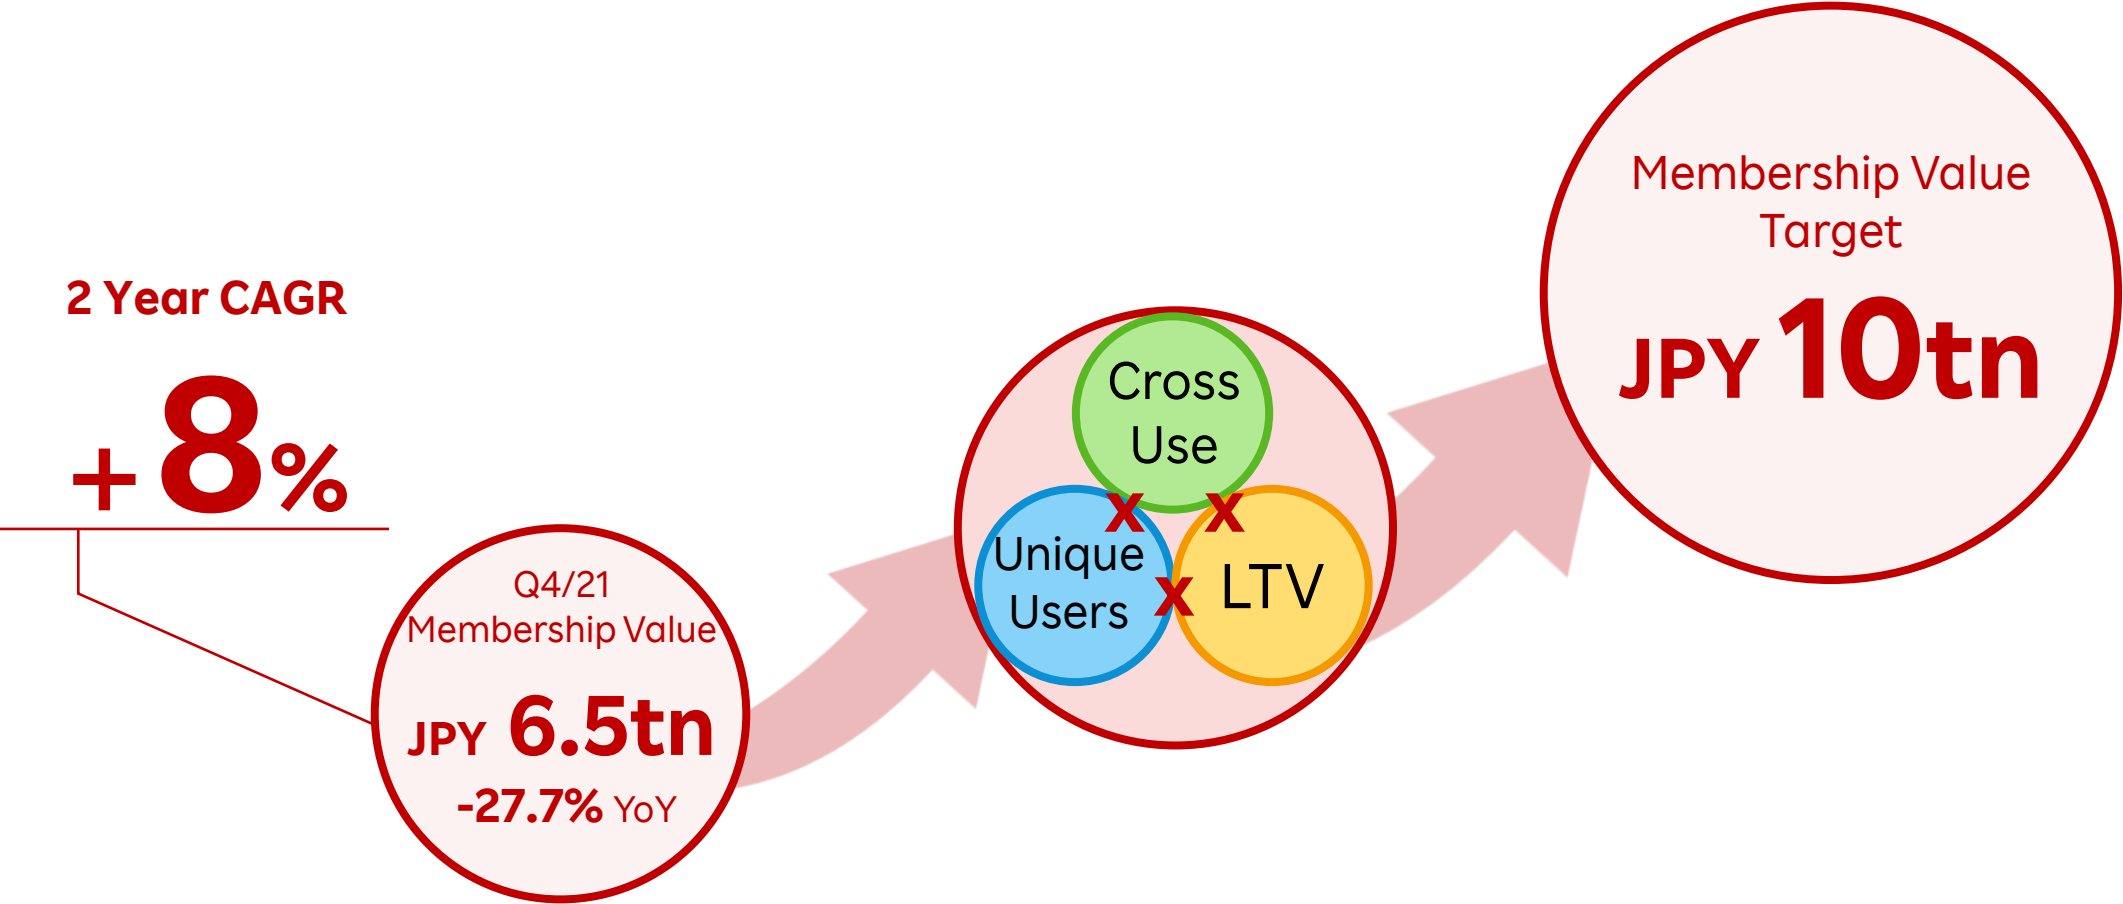 2 Year CAGR
+8%
Q4/21
Membership Value
JPY 6.5tn
-27.7% YoY
Cross
Use
x x
Unique
Users
x
LTV
Membership Value
Target
JPY 10tn